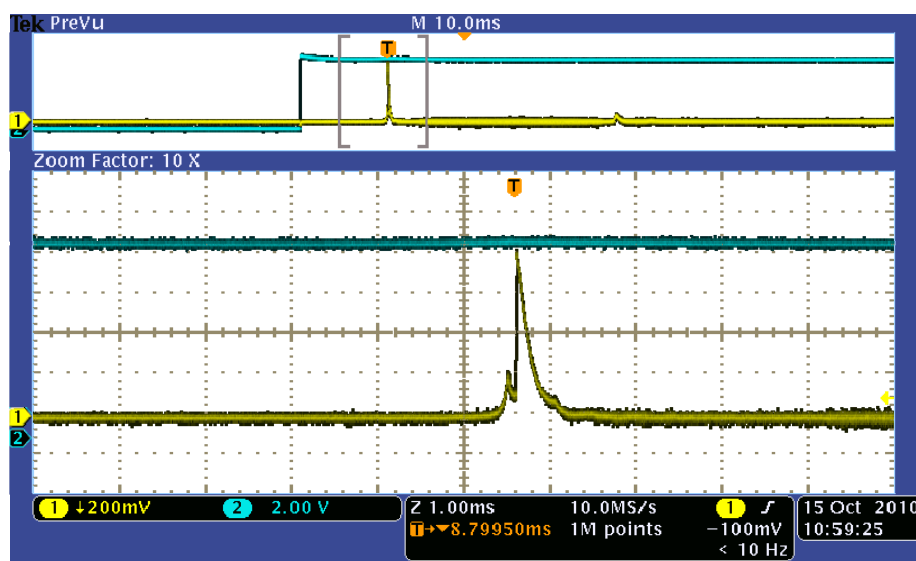 Tek PreVu M 10.0ms
T
1
2
Zoom Factor: 10 X
T
1
2
1 ↓200mV 2 2.00 V Z 1.00ms 10.0MS/s 1 ∫ 15 Oct 2010
T→▼8.79950ms 1M points −100mV 10:59:25
< 10 Hz